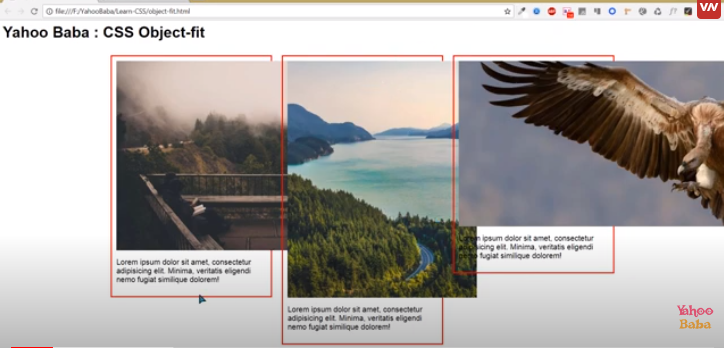 file:///F:/YahooBaba/Learn-CSS/object-fit.html
Yahoo Baba : CSS Object-fit
Lorem ipsum dolor sit amet, consectetur
adipisicing elit. Minima, veritatis eligendi
nemo fugiat similique dolorem!
Lorem ipsum dolor sit amet, consectetur
adipisicing elit. Minima, veritatis eligendi
nemo fugiat similique dolorem!
Lorem ipsum dolor sit amet, consectetur
adipisicing elit. Minima, veritatis eligendi
nemo fugiat similique dolorem!
Yahoo
Baba